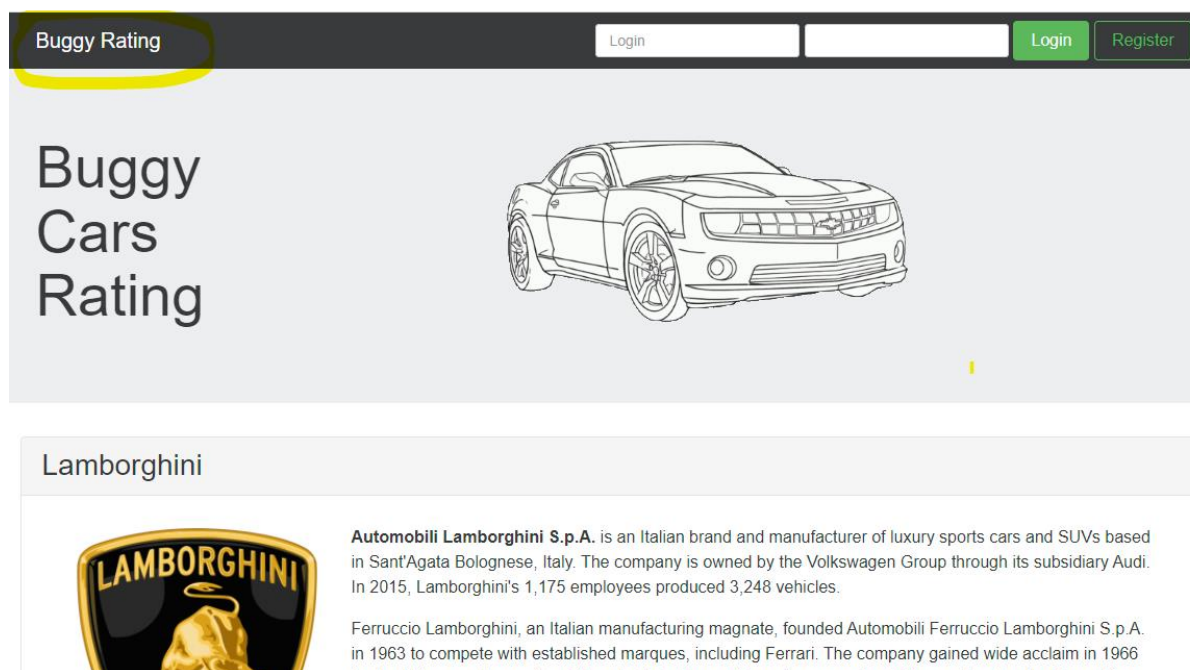 Buggy Rating
Login
Login
Register
Buggy
Cars
Rating
Lamborghini
LAMBORGHINI
Automobili Lamborghini S.p.A. is an Italian brand and manufacturer of luxury sports cars and SUVs based
in Sant'Agata Bolognese, Italy. The company is owned by the Volkswagen Group through its subsidiary Audi.
In 2015, Lamborghini's 1,175 employees produced 3,248 vehicles.
Ferruccio Lamborghini, an Italian manufacturing magnate, founded Automobili Ferruccio Lamborghini S.p.A.
in 1963 to compete with established marques, including Ferrari. The company gained wide acclaim in 1966